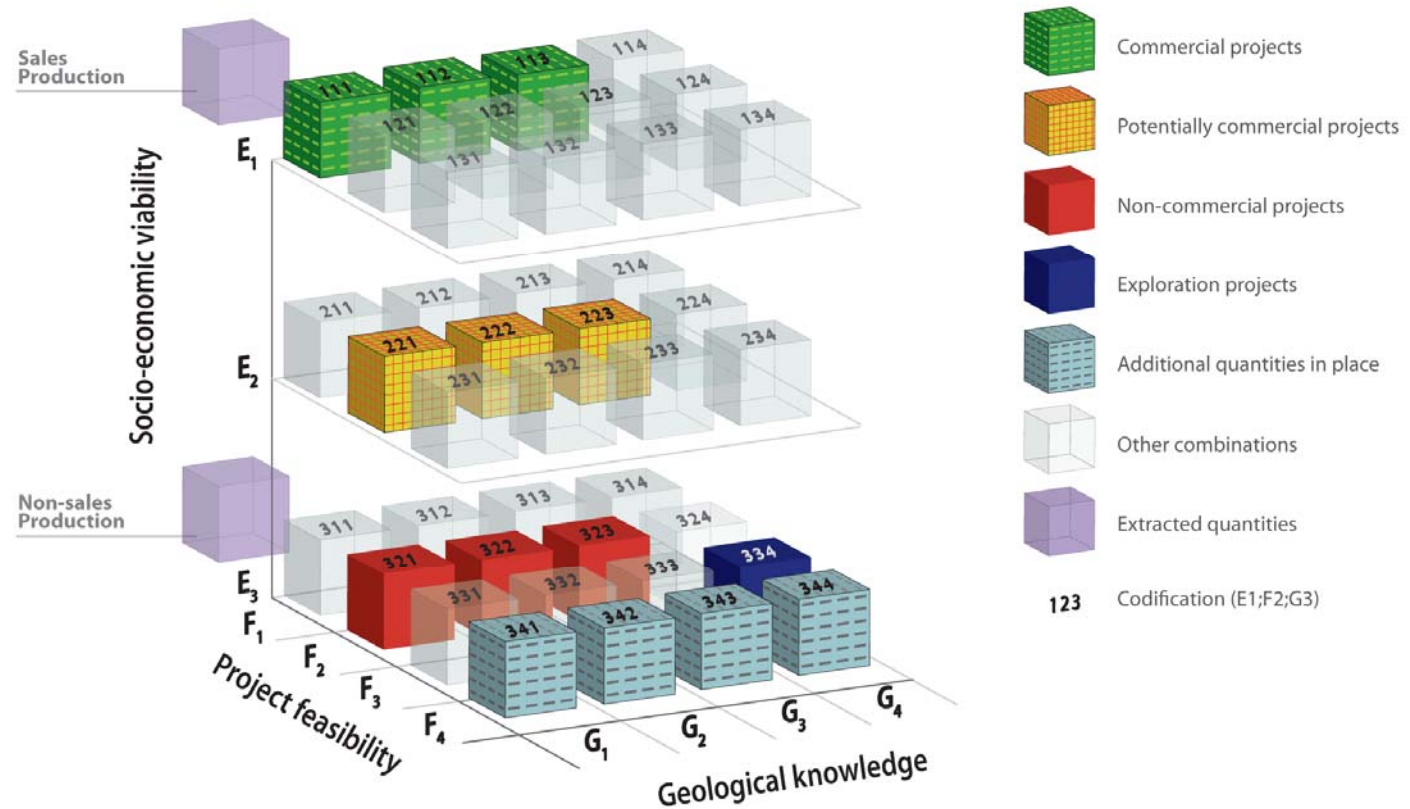 Sales
Production
Socio-economic viability
E1
111
112
113
114
121
122
123
124
131
132
133
134
E2
211
212
213
214
221
222
223
224
231
232
233
234
Non-sales
Production
E3
311
312
313
314
321
322
323
324
331
332
333
334
341
342
343
344
F1
F2
F3
F4
Project feasibility
G1
G2
G3
G4
Geological knowledge
Commercial projects
Potentially commercial projects
Non-commercial projects
Exploration projects
Additional quantities in place
Other combinations
Extracted quantities
123 Codification (E1;F2;G3)